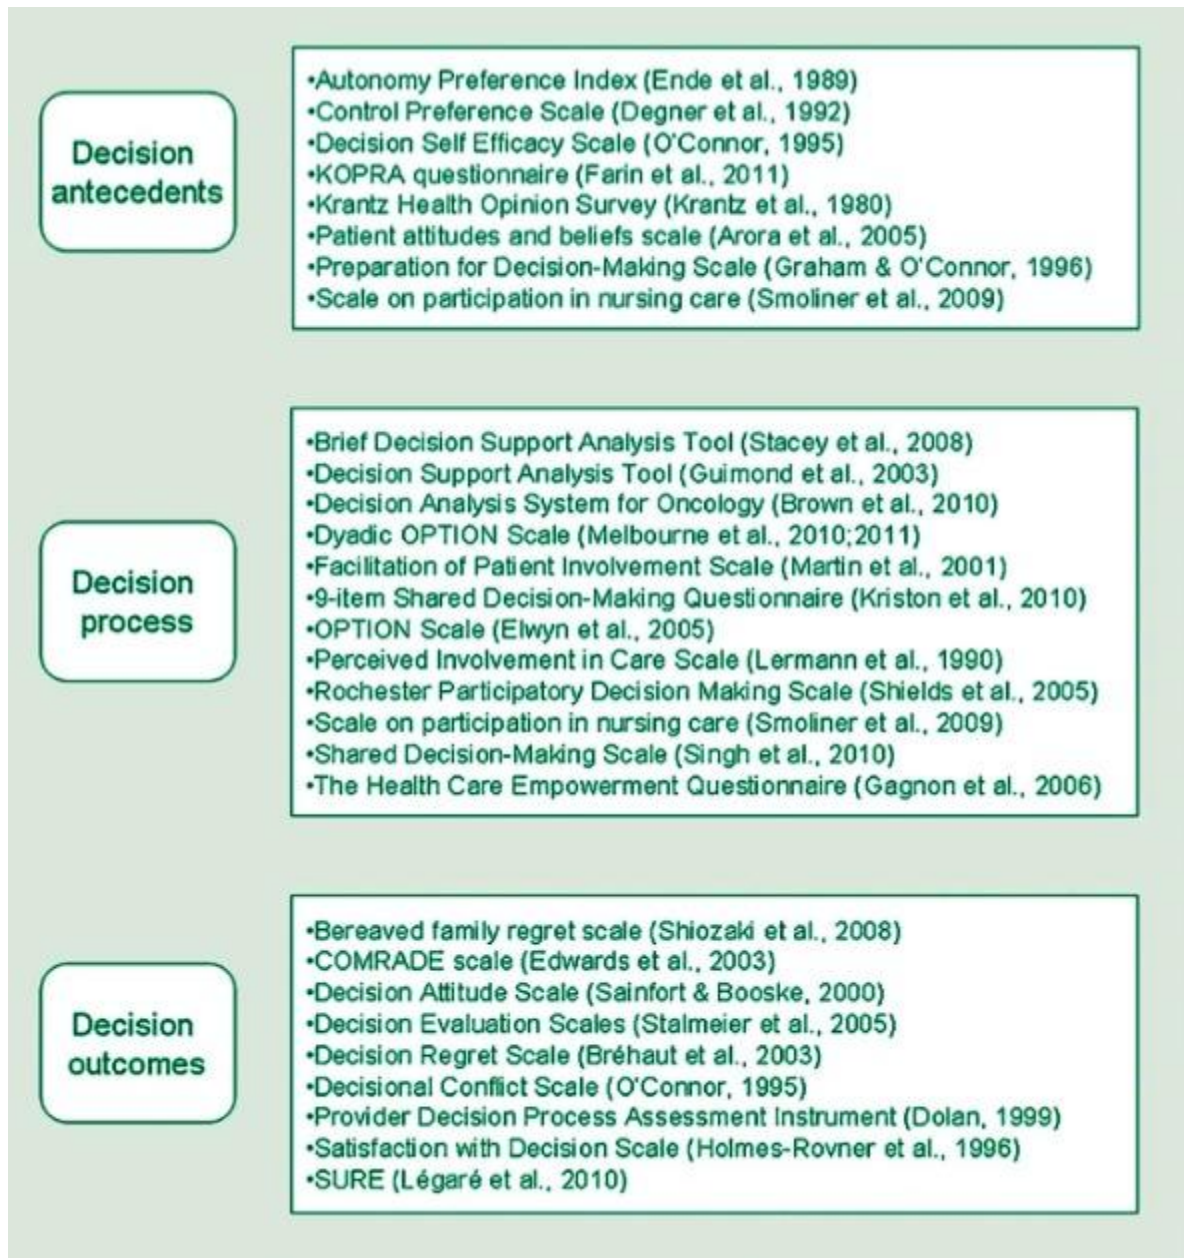 Decision
antecedents
•Autonomy Preference Index (Ende et al., 1989)
•Control Preference Scale (Degner et al., 1992)
•Decision Self Efficacy Scale (O'Connor, 1995)
•KOPRA questionnaire (Farin et al., 2011)
•Krantz Health Opinion Survey (Krantz et al., 1980)
•Patient attitudes and beliefs scale (Arora et al., 2005)
•Preparation for Decision-Making Scale (Graham & O'Connor, 1996)
•Scale on participation in nursing care (Smoliner et al., 2009)
Decision
process
•Brief Decision Support Analysis Tool (Stacey et al., 2008)
•Decision Support Analysis Tool (Guimond et al., 2003)
•Decision Analysis System for Oncology (Brown et al., 2010)
•Dyadic OPTION Scale (Melbourne et al., 2010;2011)
•Facilitation of Patient Involvement Scale (Martin et al., 2001)
•9-item Shared Decision-Making Questionnaire (Kriston et al., 2010)
•OPTION Scale (Elwyn et al., 2005)
•Perceived Involvement in Care Scale (Lermann et al., 1990)
•Rochester Participatory Decision Making Scale (Shields et al., 2005)
•Scale on participation in nursing care (Smoliner et al., 2009)
•Shared Decision-Making Scale (Singh et al., 2010)
•The Health Care Empowerment Questionnaire (Gagnon et al., 2006)
Decision
outcomes
•Bereaved family regret scale (Shiozaki et al., 2008)
•COMRADE scale (Edwards et al., 2003)
•Decision Attitude Scale (Sainfort & Booske, 2000)
•Decision Evaluation Scales (Stalmeier et al., 2005)
•Decision Regret Scale (Bréhaut et al., 2003)
•Decisional Conflict Scale (O'Connor, 1995)
•Provider Decision Process Assessment Instrument (Dolan, 1999)
•Satisfaction with Decision Scale (Holmes-Rovner et al., 1996)
•SURE (Légaré et al., 2010)